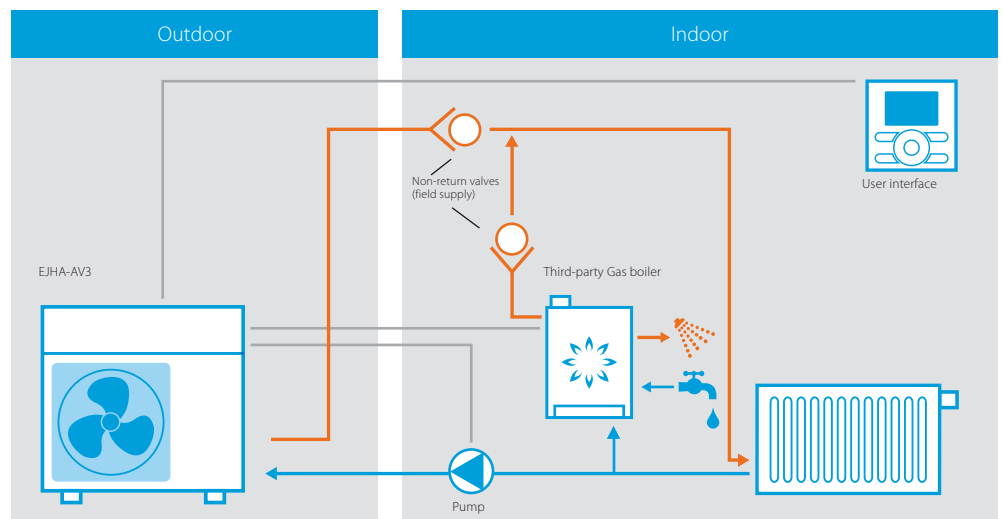 Outdoor
Indoor
Non-return valves
(field supply)
User interface
EJHA-AV3
Third-party Gas boiler
Pump